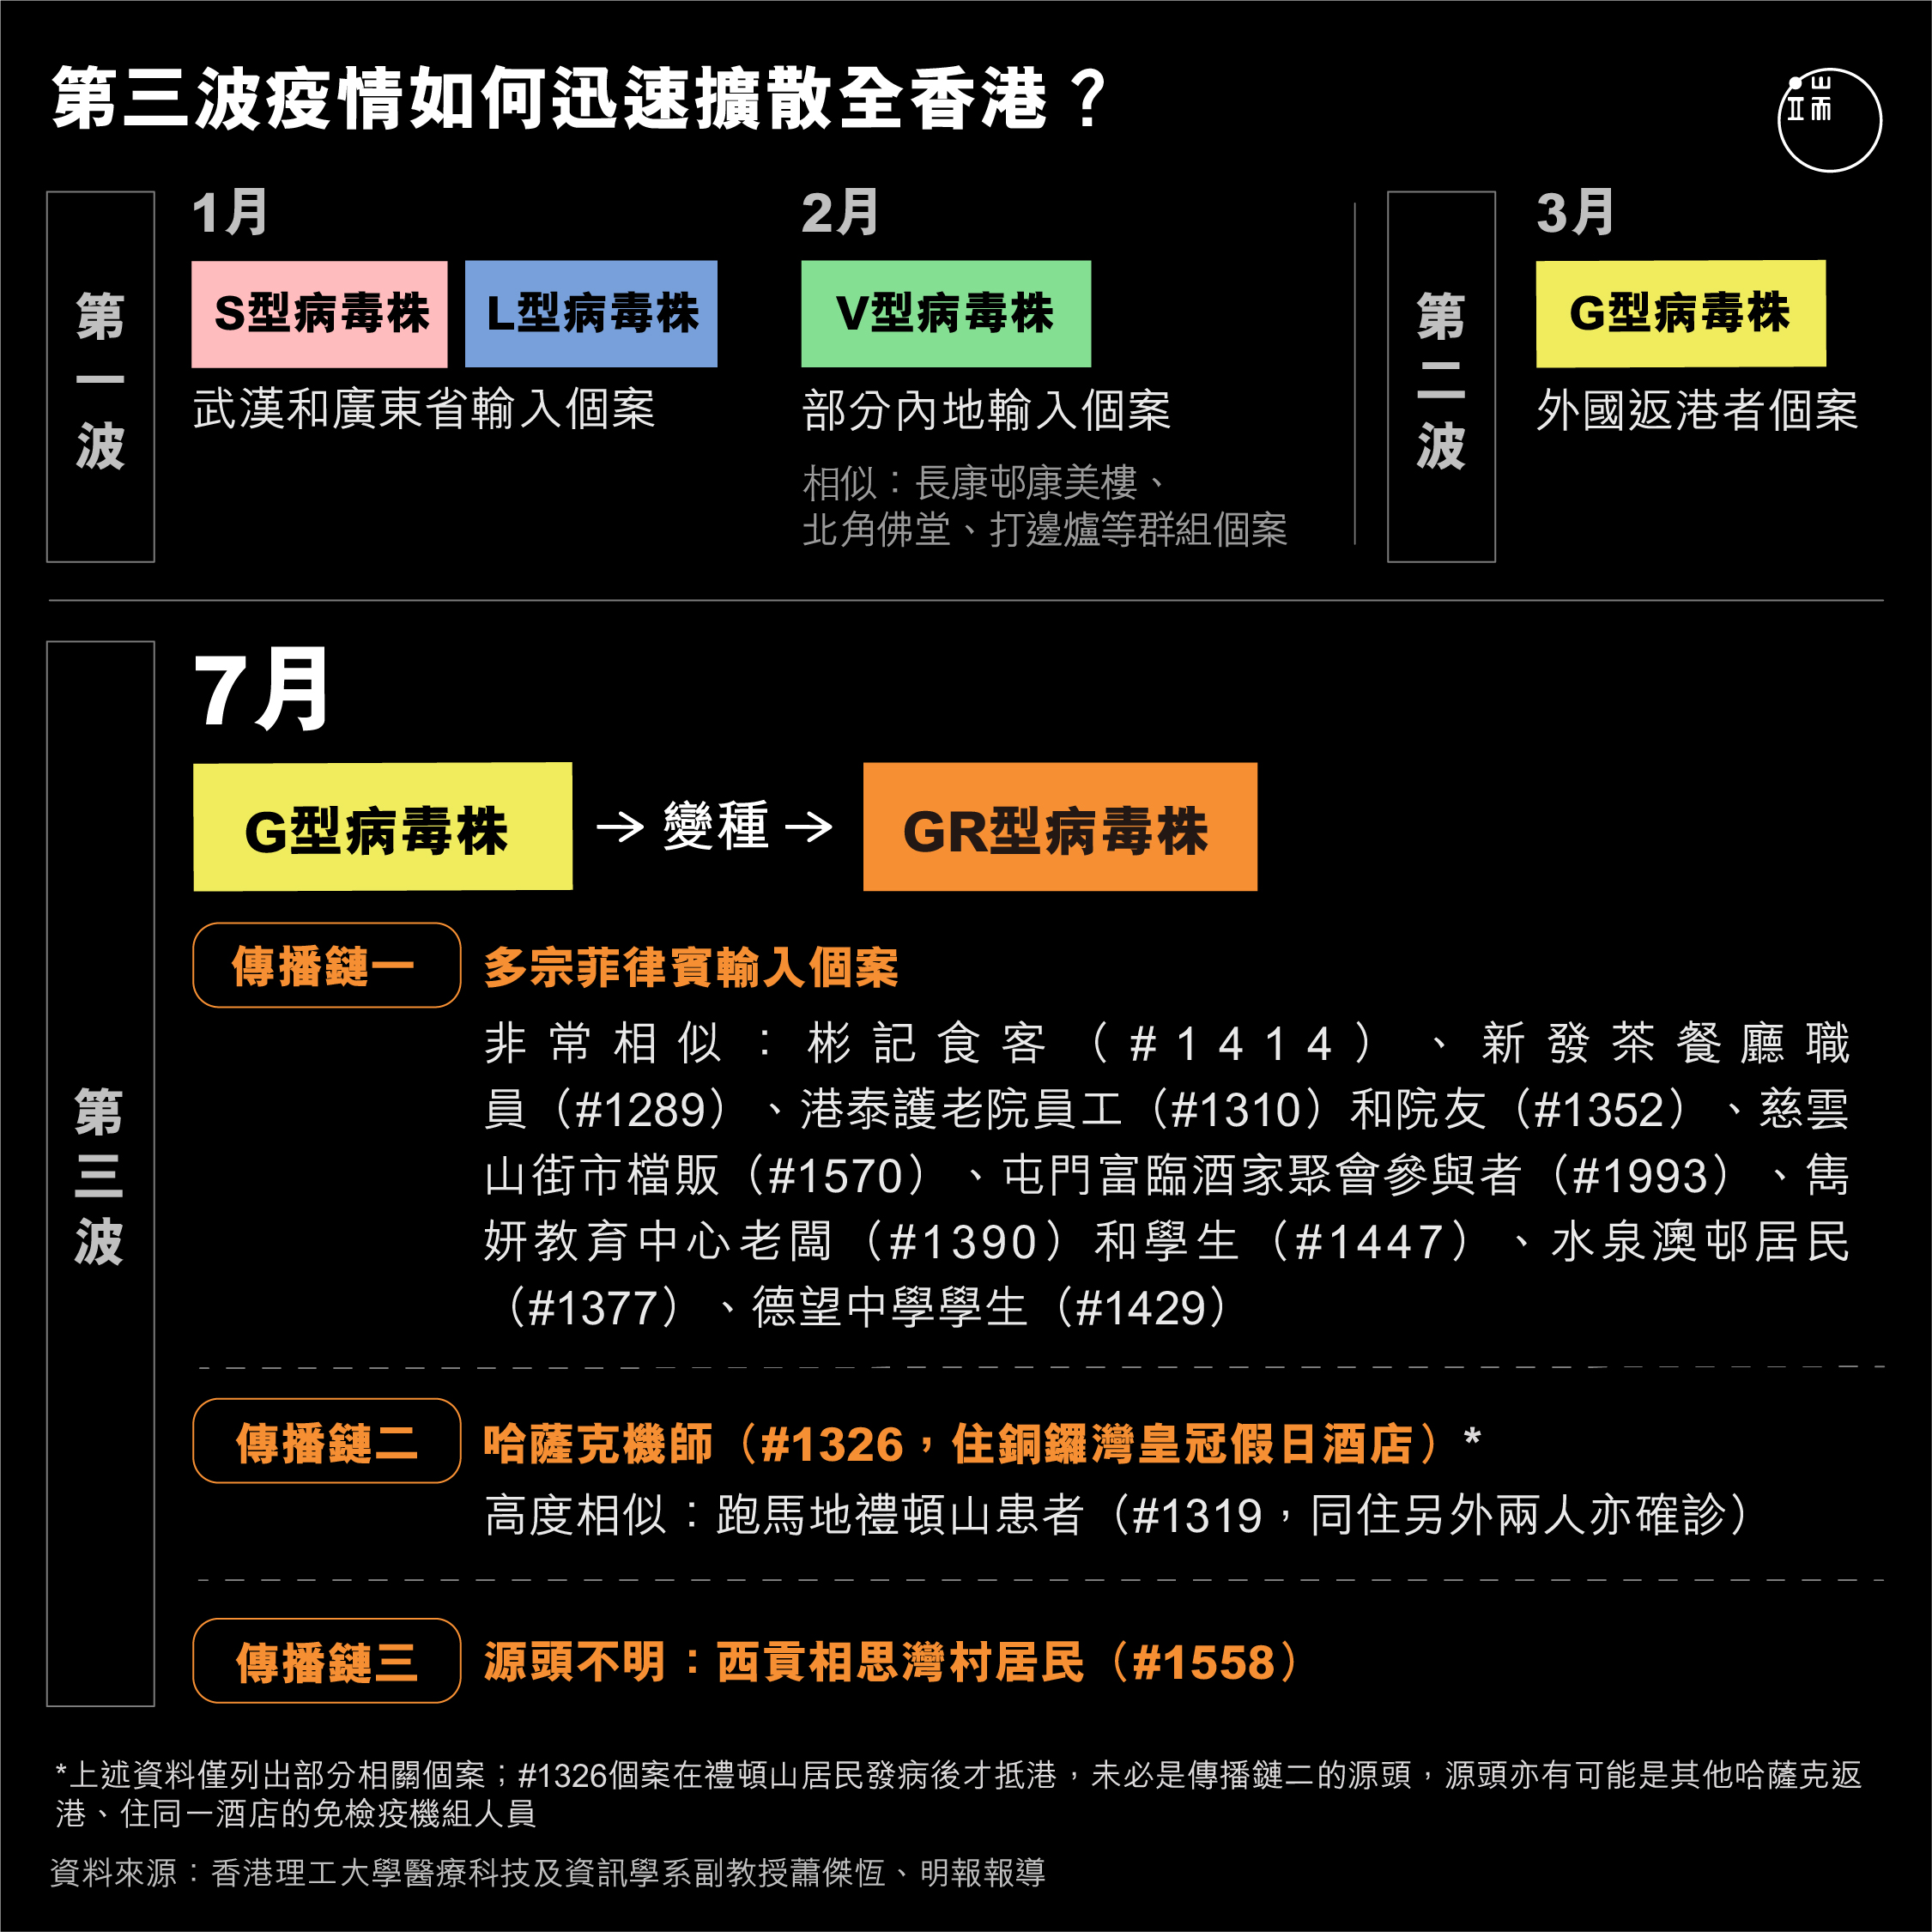 第三波疫情如何迅速擴散全香港？
端
第一波
1月
S型病毒株
L型病毒株
武漢和廣東省輸入個案
2月
V型病毒株
部分內地輸入個案
相似：長康邨康美樓、
北角佛堂、打邊爐等群組個案
第二波
3月
G型病毒株
外國返港者個案
第三波
7月
G型病毒株 → 變種 → GR型病毒株
傳播鏈一 多宗菲律賓輸入個案
非常相似：彬記食客（#1414）、新發茶餐廳職
員（#1289）、港泰護老院員工（#1310）和院友（#1352）、慈雲
山街市檔販（#1570）、屯門富臨酒家聚會參與者（#1993）、雋
妍教育中心老闆（#1390）和學生（#1447）、水泉澳邨居民
（#1377）、德望中學學生（#1429）
傳播鏈二 哈薩克機師（#1326，住銅鑼灣皇冠假日酒店）*
高度相似：跑馬地禮頓山患者（#1319，同住另外兩人亦確診）
傳播鏈三 源頭不明：西貢相思灣村居民（#1558）
*上述資料僅列出部分相關個案；#1326個案在禮頓山居民發病後才抵港，未必是傳播鏈二的源頭，源頭亦有可能是其他哈薩克返
港、住同一酒店的免檢疫機組人員
資料來源：香港理工大學醫療科技及資訊學系副教授蕭傑恆、明報報導